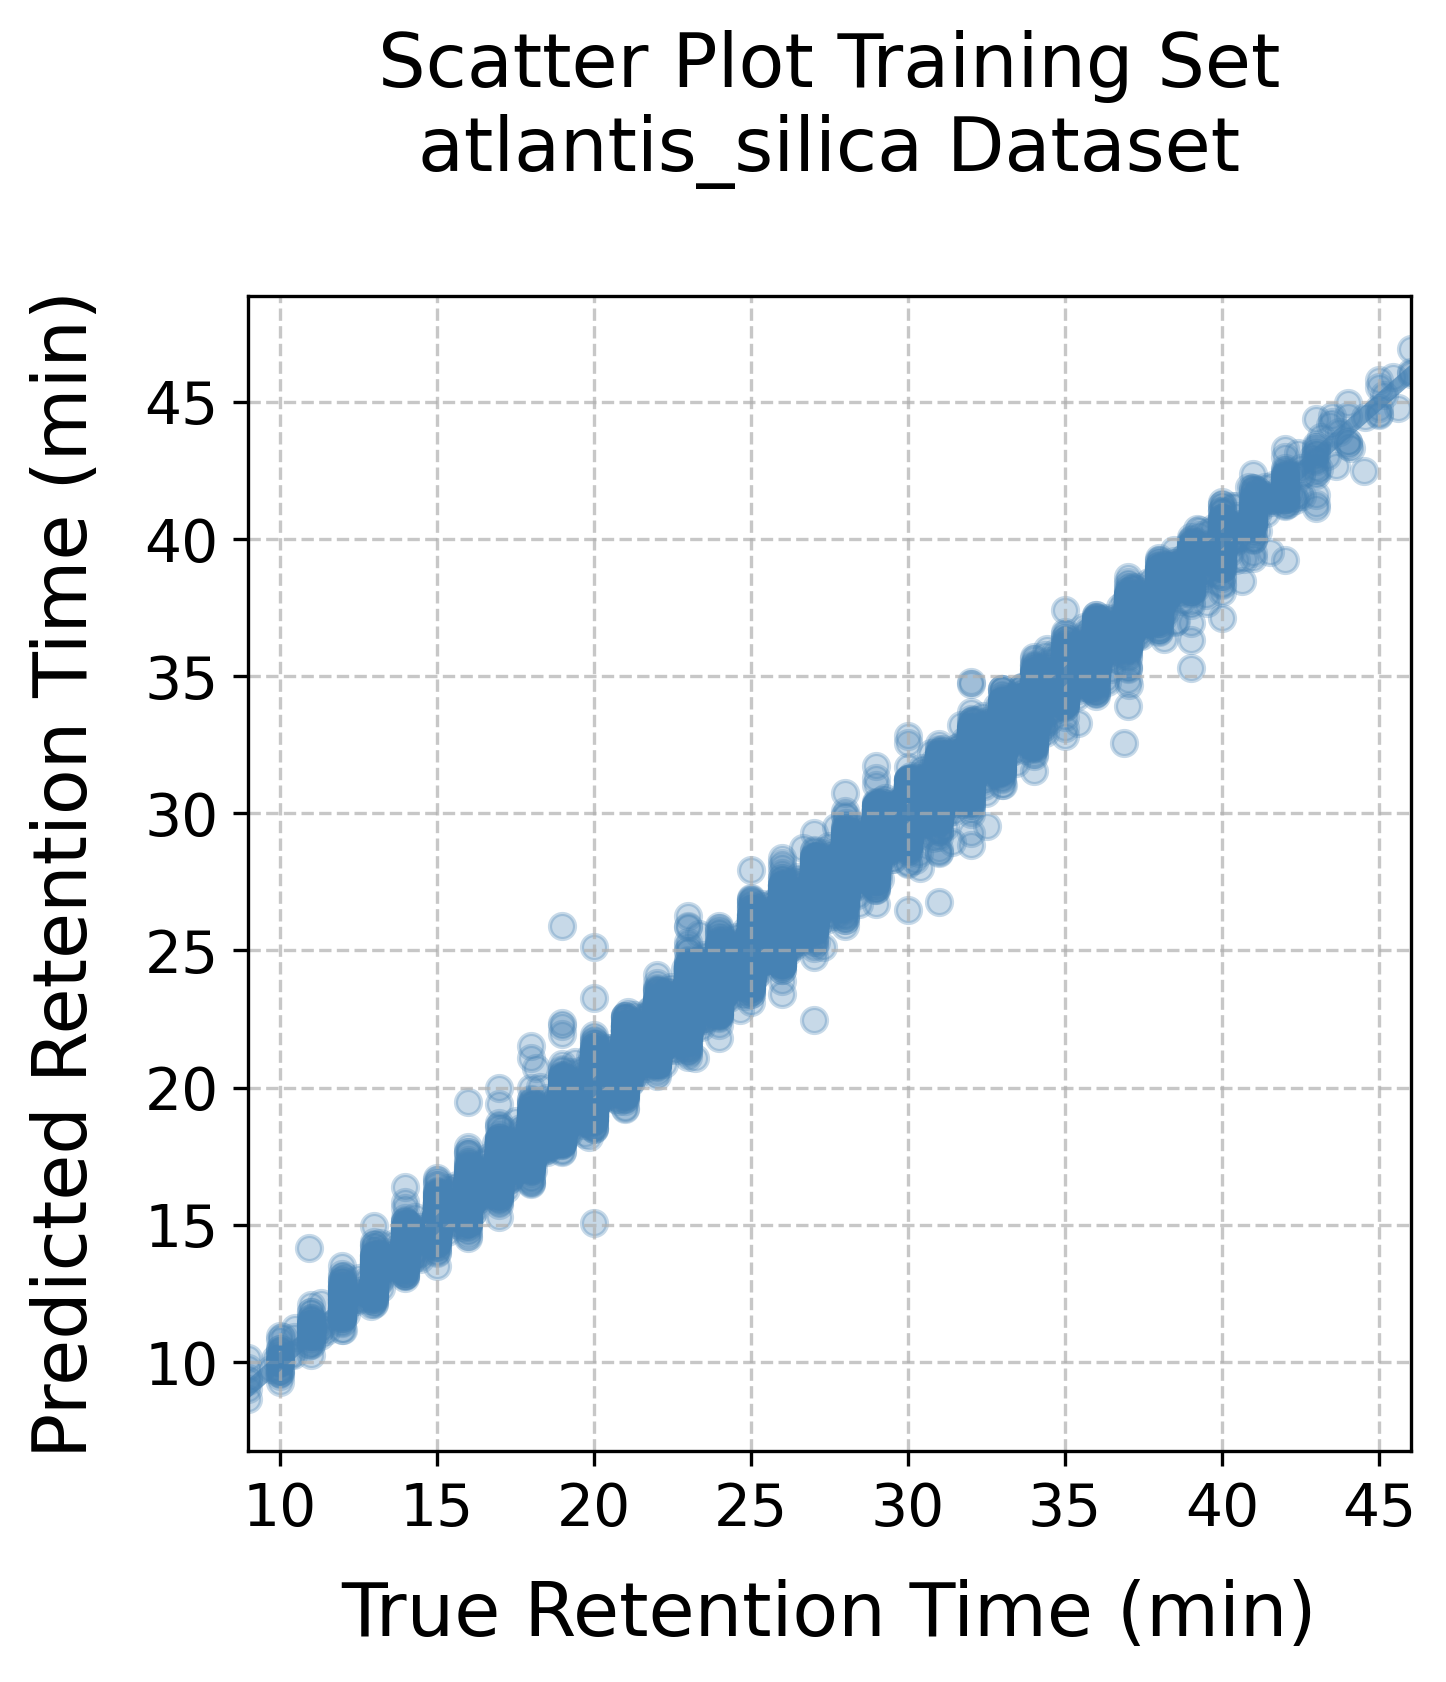 Scatter Plot Training Set
atlantis_silica Dataset
Predicted Retention Time (min)
45
40
35
30
25
20
15
10
10 15 20 25 30 35 40 45
True Retention Time (min)